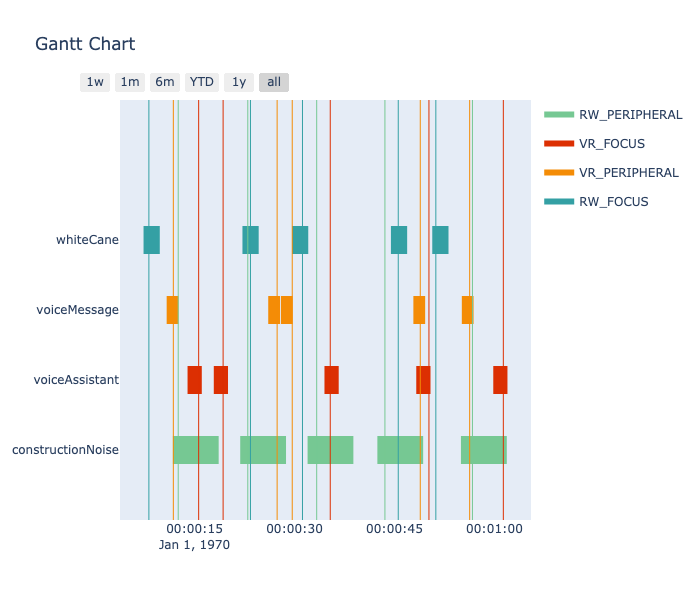 Gantt Chart
1w 1m 6m YTD 1y all
RW_PERIPHERAL
VR_FOCUS
VR_PERIPHERAL
RW_FOCUS
whiteCane
voiceMessage
voiceAssistant
constructionNoise
00:00:15 00:00:30 00:00:45 00:01:00
Jan 1, 1970